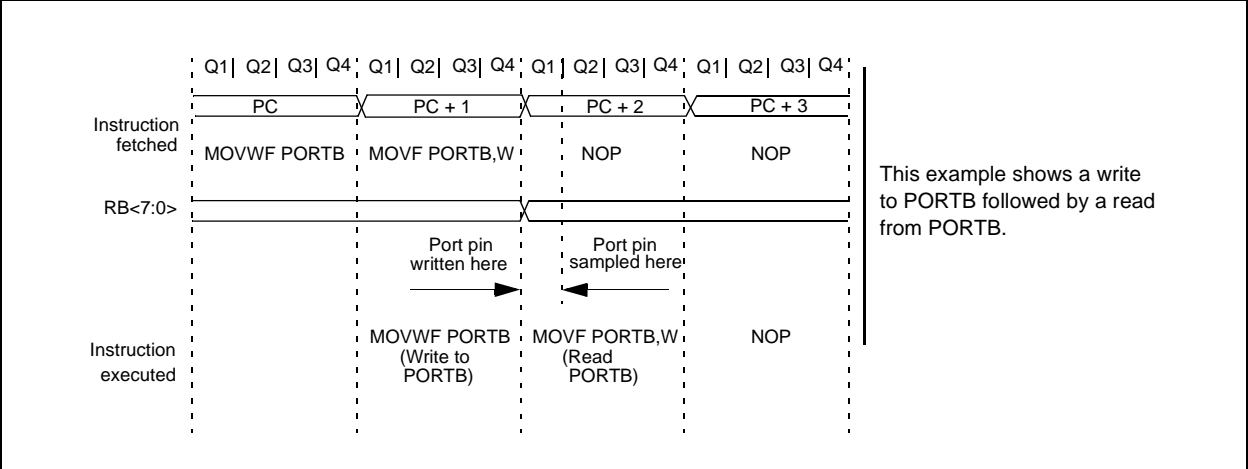 Q1| Q2| Q3| Q4 Q1| Q2| Q3| Q4 Q1| Q2| Q3| Q4 Q1| Q2| Q3| Q4
PC PC + 1 PC + 2 PC + 3
Instruction
fetched
MOVWF PORTB MOVF PORTB,W NOP NOP
This example shows a write
to PORTB followed by a read
from PORTB.
RB<7:0>
Port pin
written here
Port pin
sampled here
Instruction
executed
MOVWF PORTB
(Write to
PORTB)
MOVF PORTB,W
(Read
PORTB)
NOP